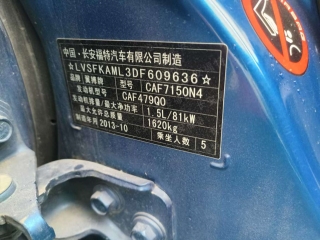 中国·长安福特汽车有限公司制造
☆LVSFKAML3DF609636☆
品牌 型号 CAF7150N4
发动机型号 CAF479Q0
发动机排量/最大净功率 1.5L/81kW
最大允许总质量 1620kg
制造年月 2013-10 乘坐人数 5